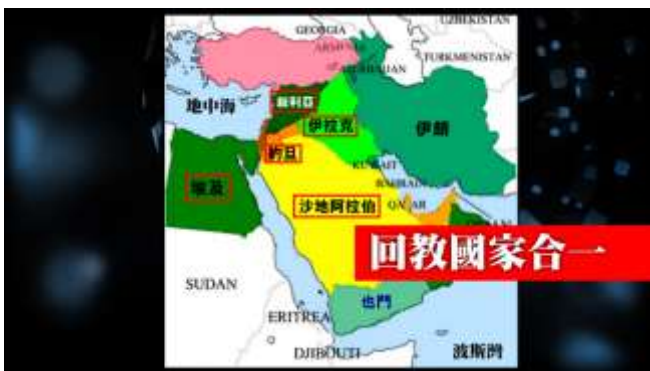 UZBEKISTAN
GEORGIA
ARMENIA
AZERBAIJAN
TURKMENISTAN
地中海
敘利亞
伊拉克
伊朗
約旦
KUWAIT
埃及
沙地阿拉伯
QATAR
回教國家合一
SUDAN
也門
ERITREA
DJIBOUTI
波斯灣